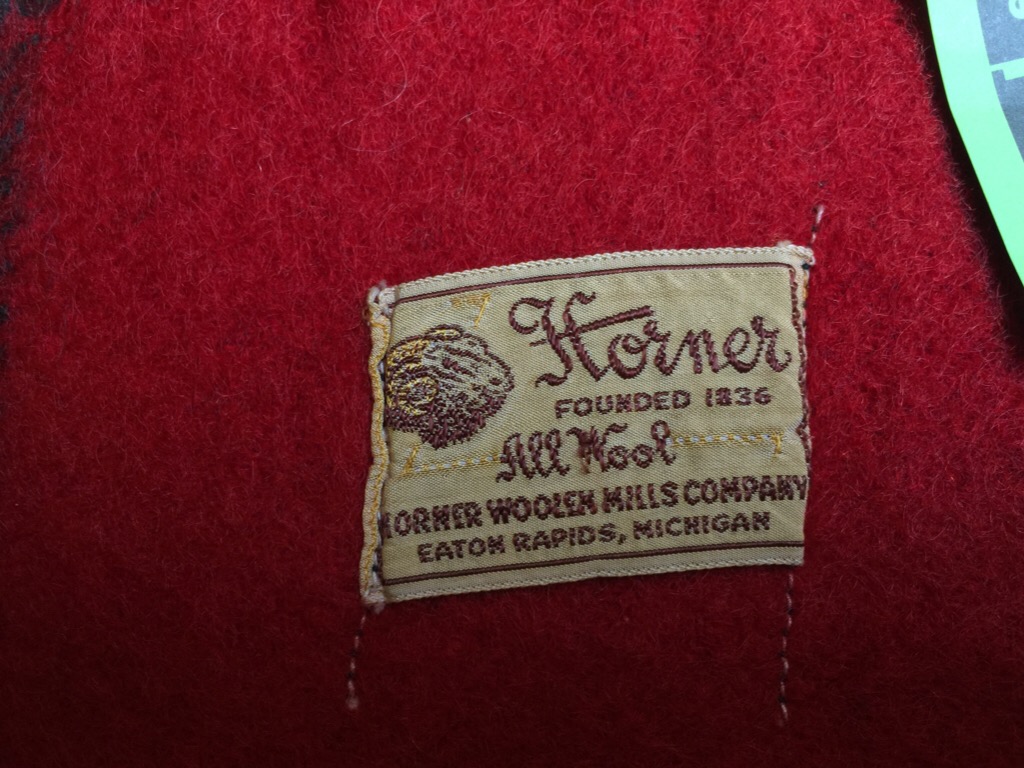 Horner
FOUNDED 1836
All Wool
HORNER WOOLEN MILLS COMPANY
EATON RAPIDS, MICHIGAN